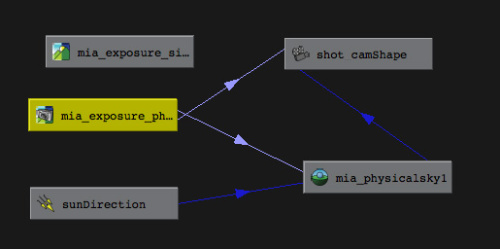 mia_exposure_si...
shot camShape
mia_exposure_ph...
mia_physicalsky1
sunDirection